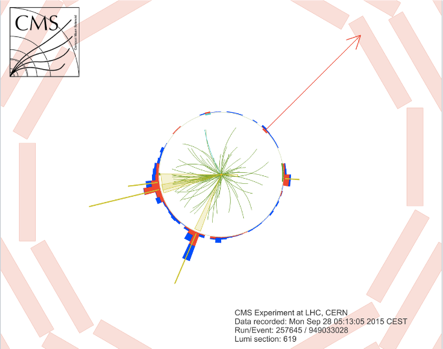 CMS
CMS Experiment at LHC, CERN
Data recorded: Mon Sep 28 05:13:05 2015 CEST
Run/Event: 257645 / 949033028
Lumi section: 619